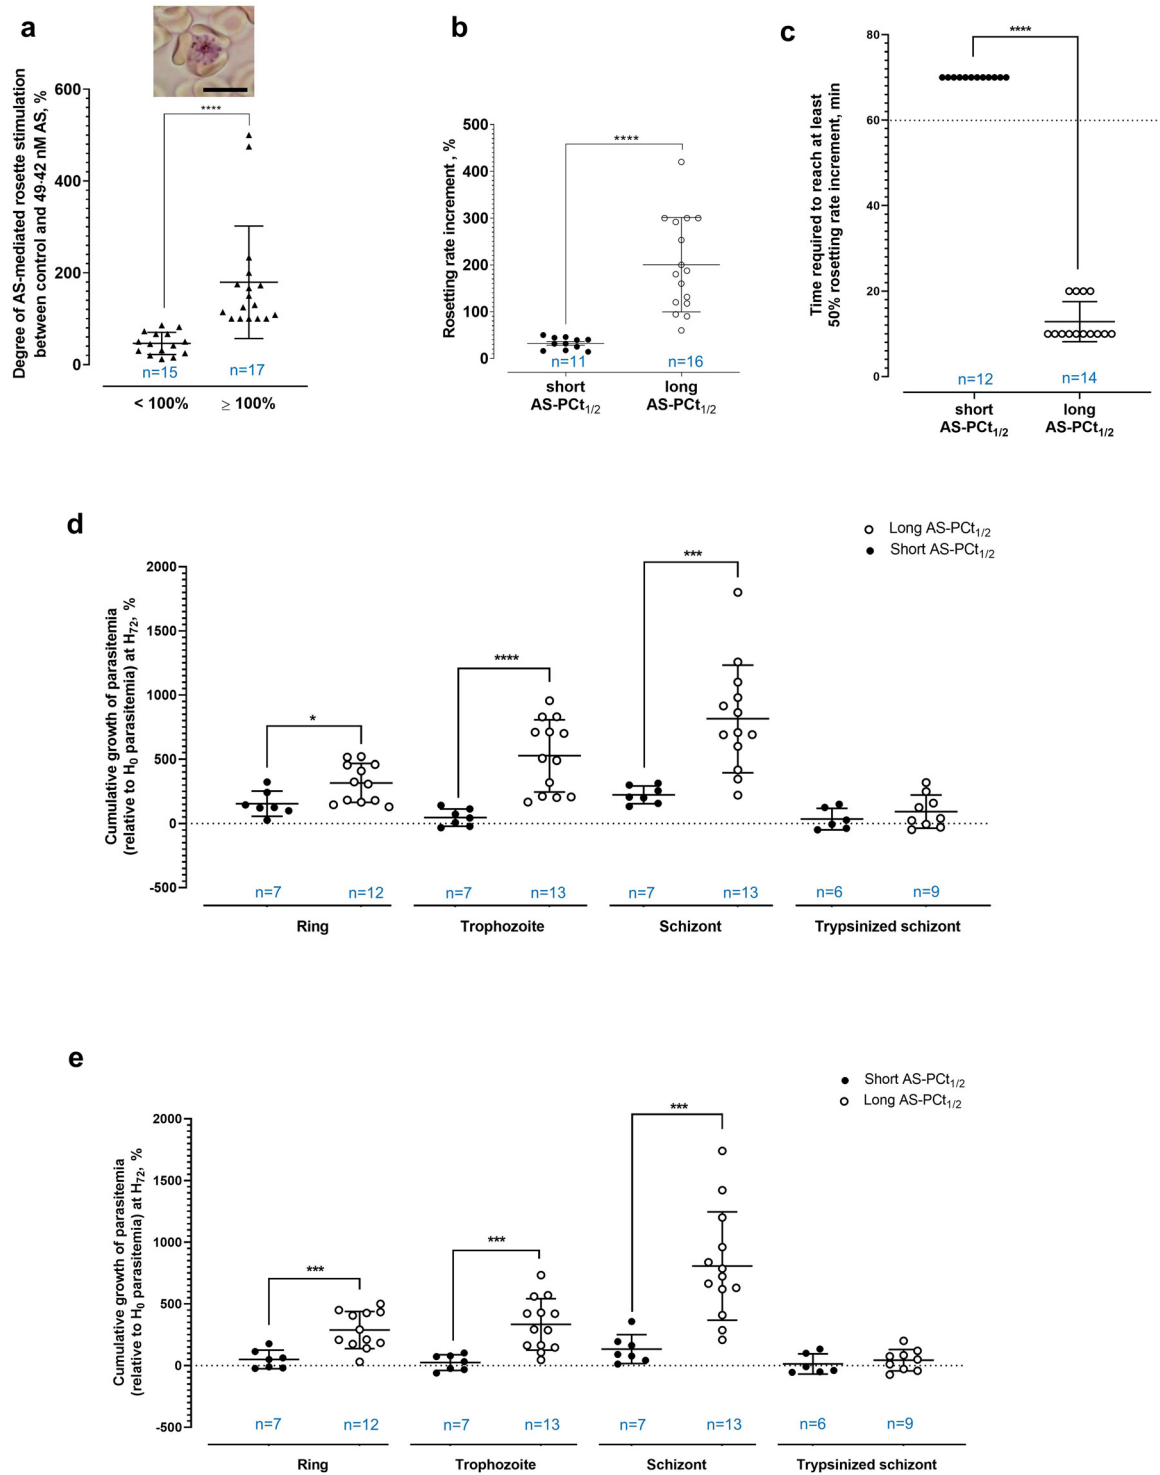 a
Degree of AS-mediated rosette stimulation
between control and 49·42 nM AS, %
600
400
200
0
****
n=15
n=17
< 100%
≥ 100%
b
Rosetting rate increment , %
500
400
300
200
100
0
****
n=11
n=16
short
AS-PCt1/2
long
AS-PCt1/2
c
Time required to reach at least
50% rosetting rate increment, min
80
60
40
20
0
****
n=12
n=14
short
AS-PCt1/2
long
AS-PCt1/2
d
Long AS-PCt1/2
Short AS-PCt1/2
Cumulative growth of parasitemia
(relative to H0 parasitemia) at H72, %
2000
1500
1000
500
0
-500
*
****
***
n=7
n=12
n=7
n=13
n=7
n=13
n=6
n=9
Ring
Trophozoite
Schizont
Trypsinized schizont
e
Short AS-PCt1/2
Long AS-PCt1/2
Cumulative growth of parasitemia
(relative to H0 parasitemia) at H72, %
2000
1500
1000
500
0
-500
***
***
***
n=7
n=12
n=7
n=13
n=7
n=13
n=6
n=9
Ring
Trophozoite
Schizont
Trypsinized schizont